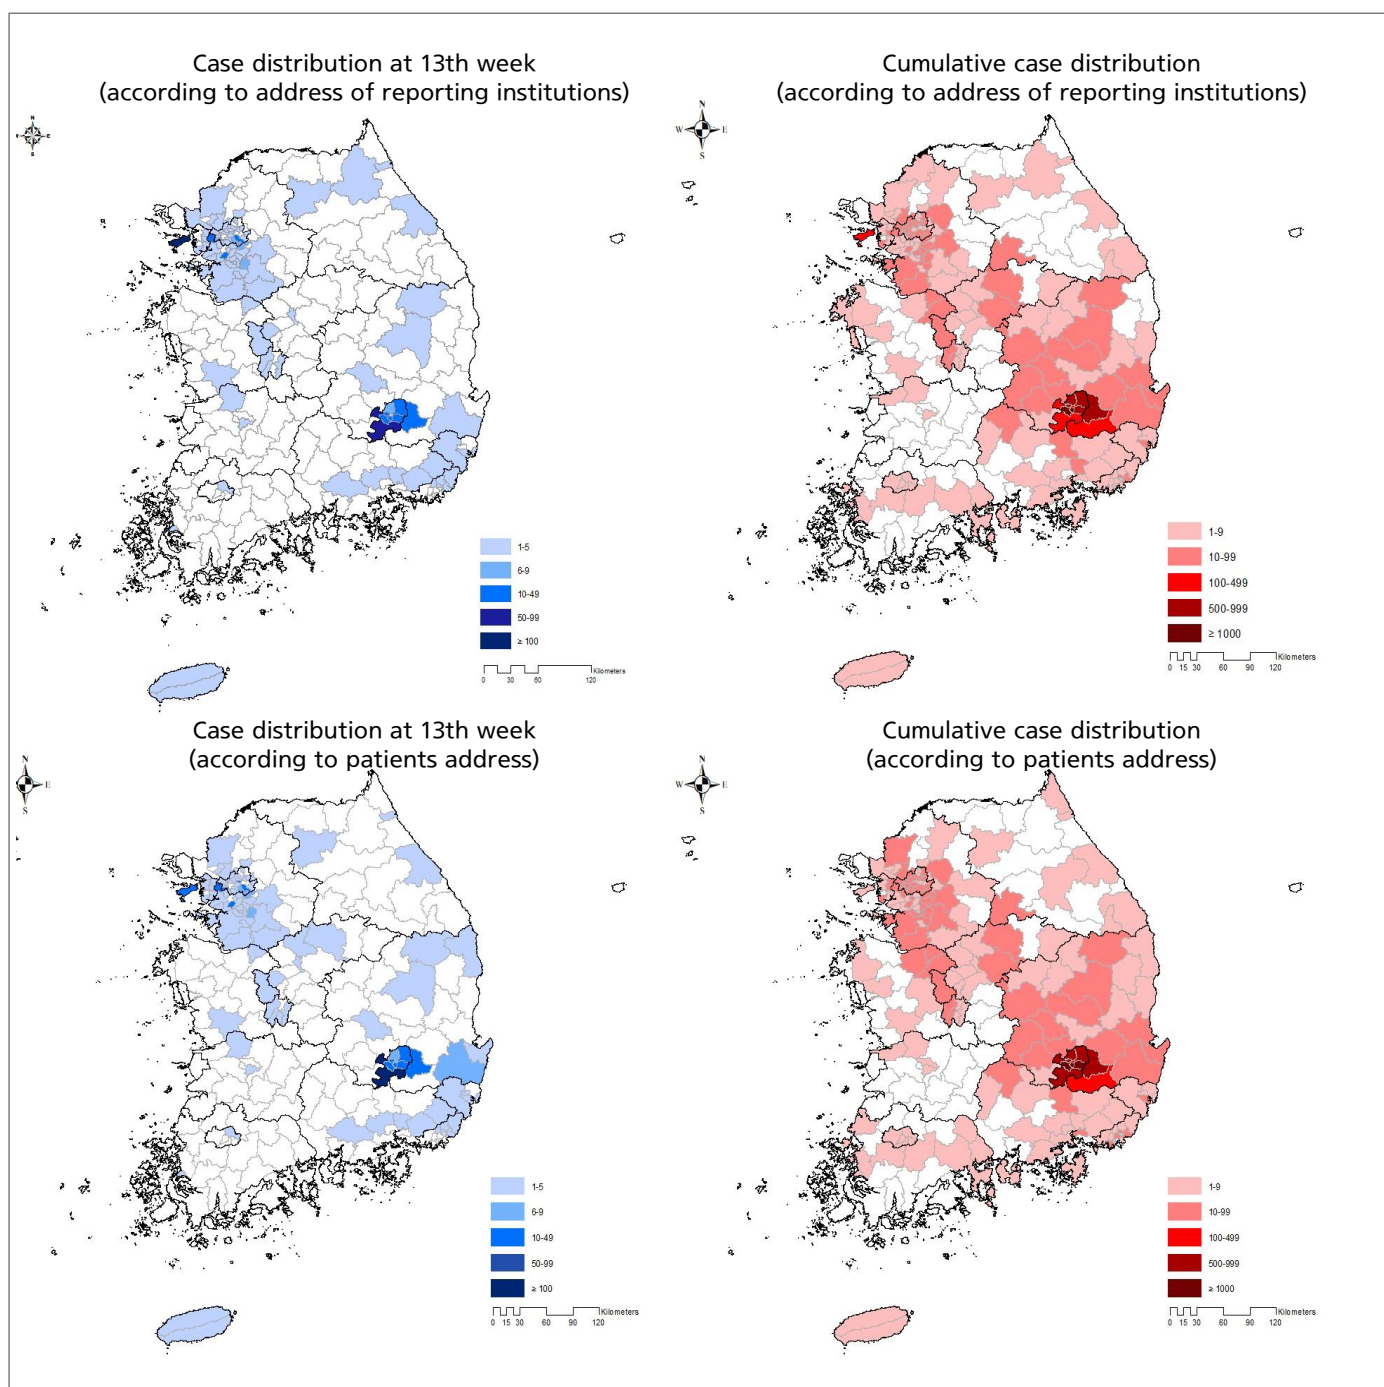 Case distribution at 13th week
(according to address of reporting institutions)
Cumulative case distribution
(according to address of reporting institutions)
N
W E
S
N
W E
S
1-5
6-9
10-49
50-99
≥ 100
Kilometers
0 30 60 120
1-9
10-99
100-499
500-999
≥ 1000
Kilometers
0 15 30 60 90 120
Case distribution at 13th week
(according to patients address)
Cumulative case distribution
(according to patients address)
N
E
S
N
W E
S
1-5
6-9
10-49
50-99
≥ 100
Kilometers
0 15 30 60 90 120
1-9
10-99
100-499
500-999
≥ 1000
Kilometers
0 15 30 60 90 120